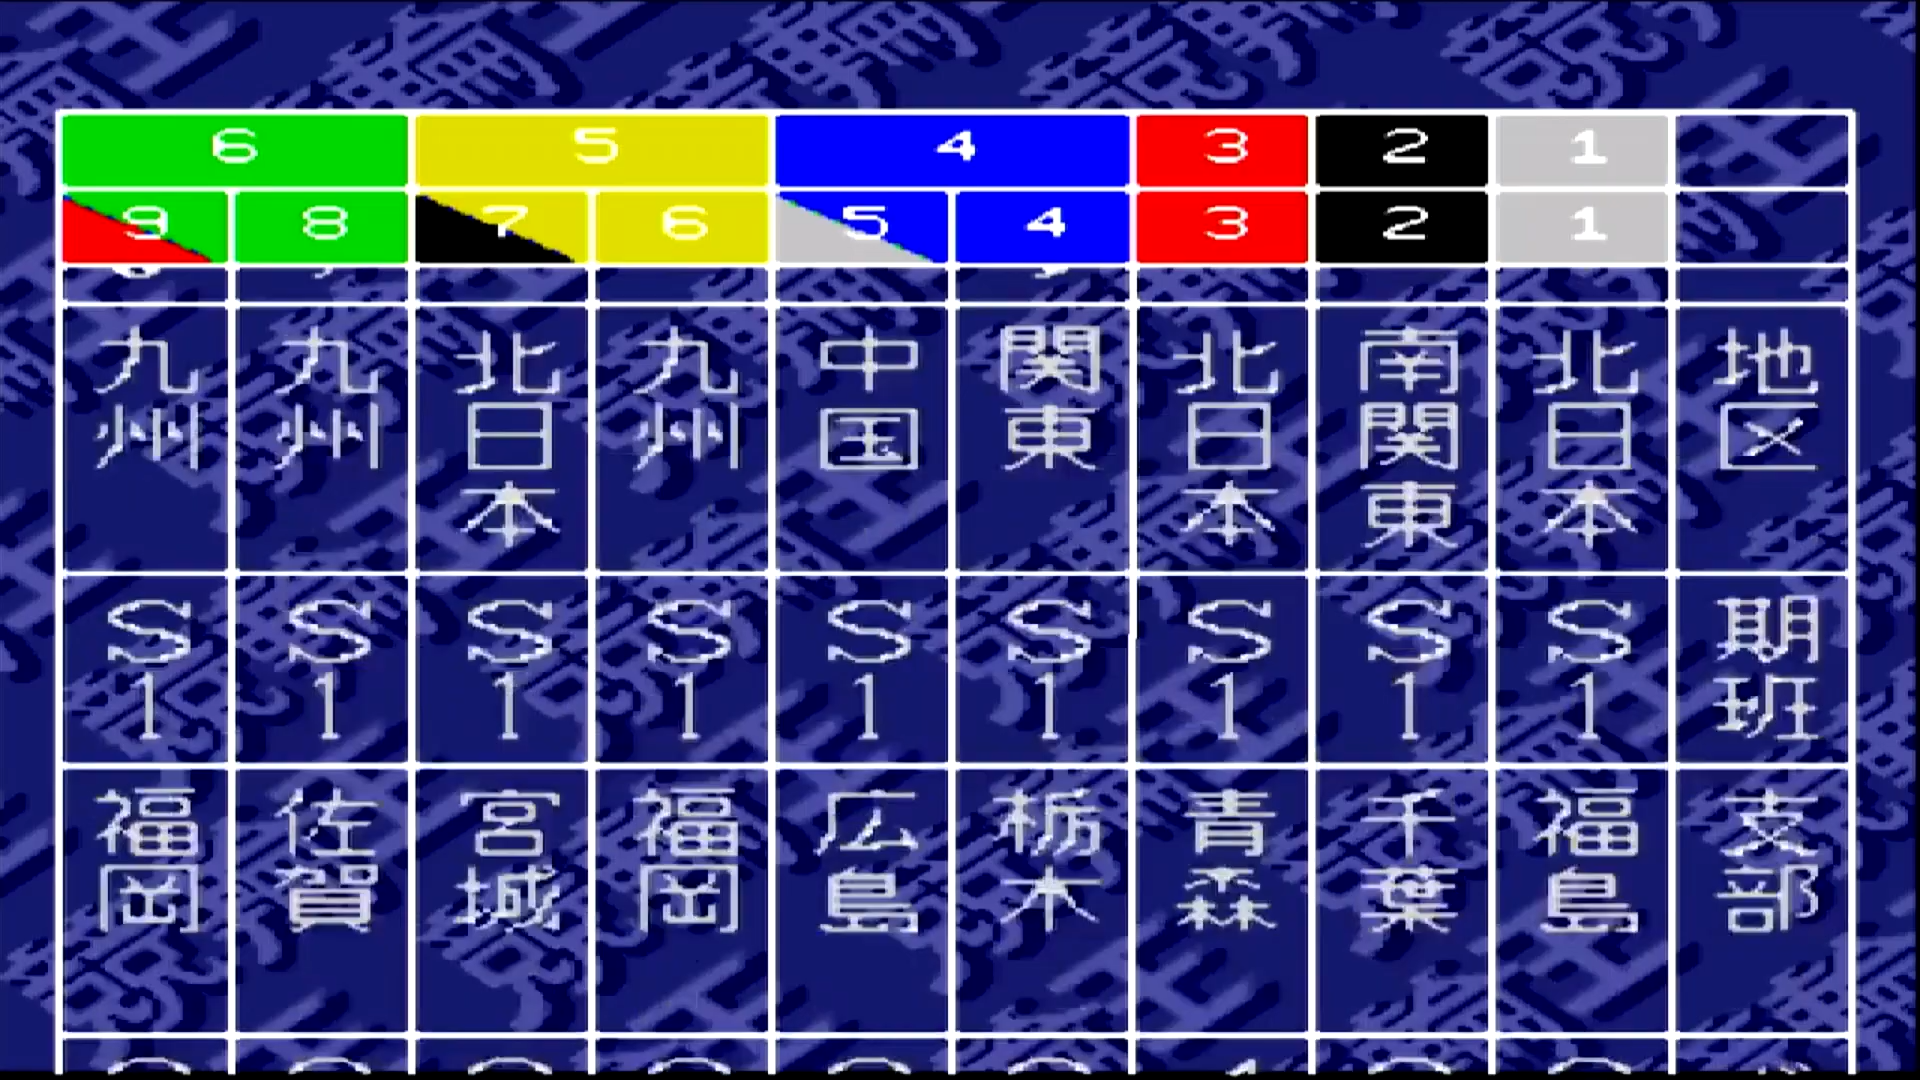 6 5 4 3 2 1
9 8 7 6 5 4 3 2 1
九州 九州 北日本 九州 中国 関東 北日本 南関東 北日本 地区
S1 S1 S1 S1 S1 S1 S1 S1 S1 期班
福岡 佐賀 宮城 福岡 広島 栃木 青森 千葉 福島 支部